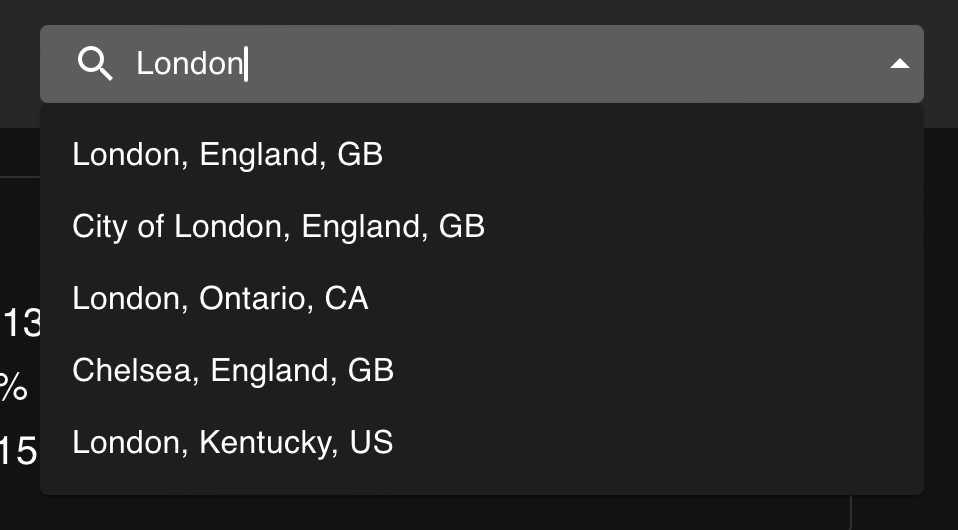 London
London, England, GB
City of London, England, GB
London, Ontario, CA
13
Chelsea, England, GB
%
London, Kentucky, US
15